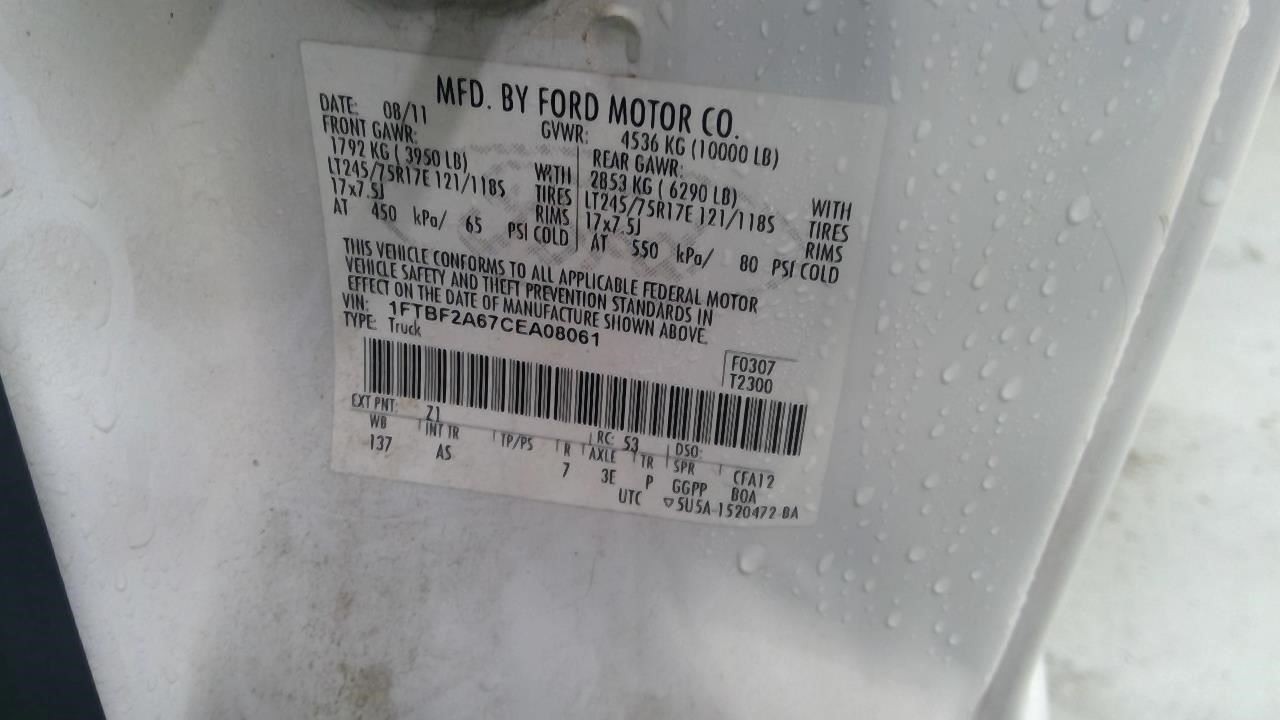 MFD. BY FORD MOTOR CO.
DATE: 08/11 GVWR: 4536 KG (10000 LB)
FRONT GAWR: REAR GAWR:
1792 KG ( 3950 LB) WITH 2853 KG ( 6290 LB) WITH
LT245/75R17E 121/118S TIRES LT245/75R17E 121/118S TIRES
17x7.5J RIMS 17x7.5J RIMS
AT 450 kPa/ 65 PSI COLD AT 550 kPa/ 80 PSI COLD
THIS VEHICLE CONFORMS TO ALL APPLICABLE FEDERAL MOTOR
VEHICLE SAFETY AND THEFT PREVENTION STANDARDS IN
EFFECT ON THE DATE OF MANUFACTURE SHOWN ABOVE.
VIN: 1FTBF2A67CEA08061
TYPE: Truck
F0307
T2300
EXT PNT: Z1 RC: 53 DSO:
WB INT TR TP/PS R AXLE TR SPR CFA12
137 AS 7 3E P GGPP BOA
UTC ▽5U5A-1520472-BA